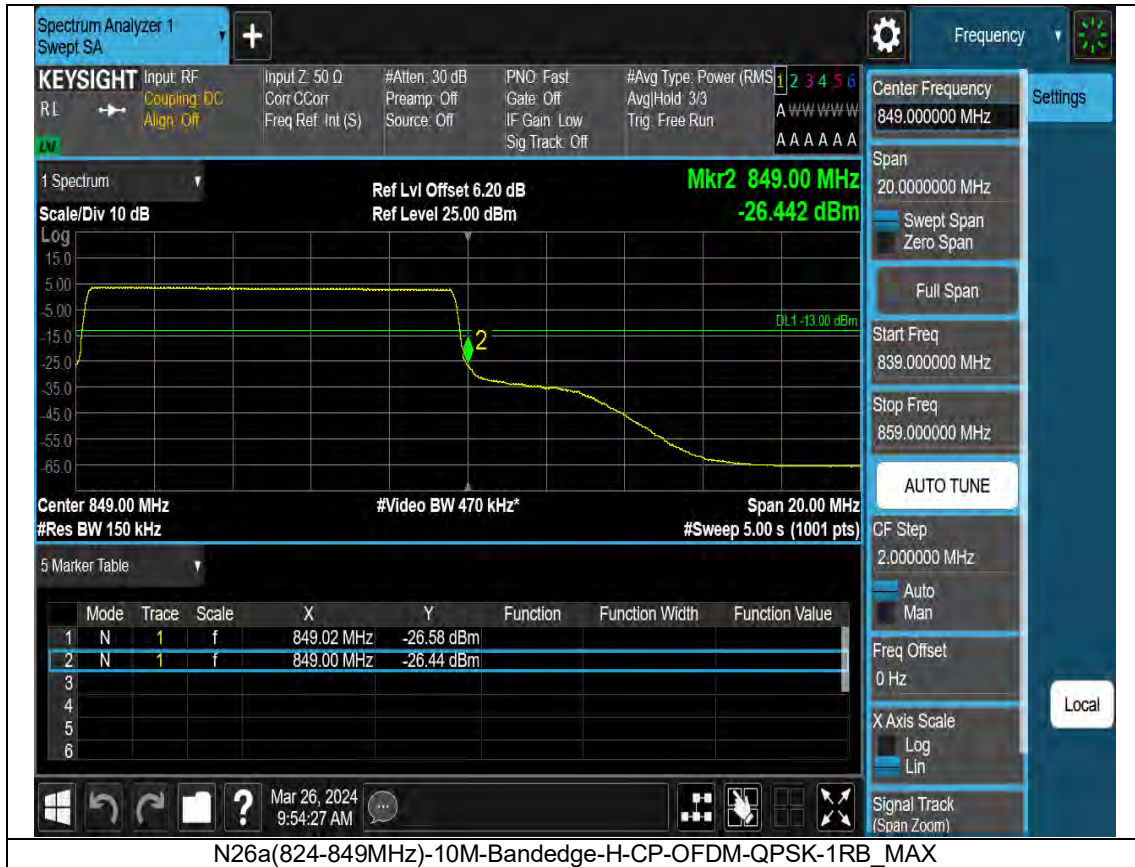 Spectrum Analyzer 1
Swept SA
+
Frequency
KEYSIGHT Input: RF
RL
Coupling: DC
Align: Off
Input Z: 50 Ω
Corr CCorr
Freq Ref: Int (S)
#Atten: 30 dB
Preamp: Off
Source: Off
PNO: Fast
Gate: Off
IF Gain: Low
Sig Track: Off
#Avg Type: Power (RMS
Avg|Hold: 3/3
Trig: Free Run
1 2 3 4 5 6
A W W W W W
A A A A A A
1 Spectrum
Scale/Div 10 dB
Ref Lvl Offset 6.20 dB
Ref Level 25.00 dBm
Mkr2 849.00 MHz
-26.442 dBm
Log
15.0
5.00
-5.00
-15.0
-25.0
-35.0
-45.0
-55.0
-65.0
DL1 -13.00 dBm
2
Center 849.00 MHz
#Video BW 470 kHz*
Span 20.00 MHz
#Res BW 150 kHz
#Sweep 5.00 s (1001 pts)
5 Marker Table
Mode Trace Scale X Y Function Function Width Function Value
1 N 1 f 849.02 MHz -26.58 dBm
2 N 1 f 849.00 MHz -26.44 dBm
3
4
5
6
Mar 26, 2024
9:54:27 AM
Center Frequency
849.000000 MHz
Settings
Span
20.0000000 MHz
Swept Span
Zero Span
Full Span
Start Freq
839.000000 MHz
Stop Freq
859.000000 MHz
AUTO TUNE
CF Step
2.000000 MHz
Auto
Man
Freq Offset
0 Hz
X Axis Scale
Log
Lin
Local
Signal Track
(Span Zoom)
N26a(824-849MHz)-10M-Bandedge-H-CP-OFDM-QPSK-1RB_MAX